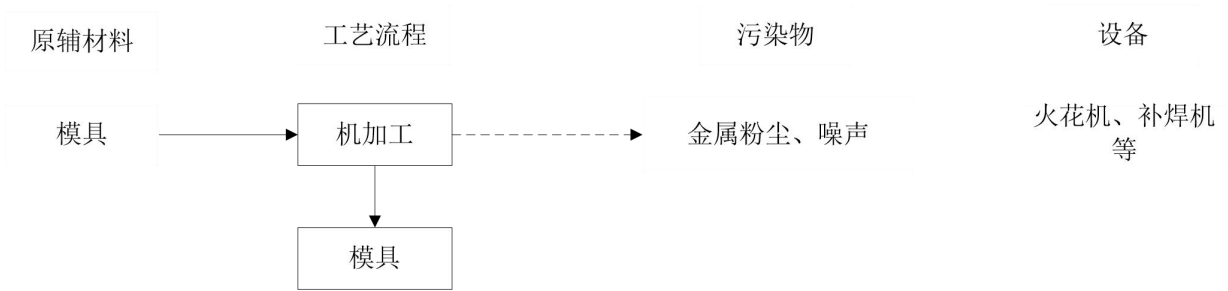 原辅材料
工艺流程
污染物
设备
模具
机加工
金属粉尘、噪声
火花机、补焊机
等
模具